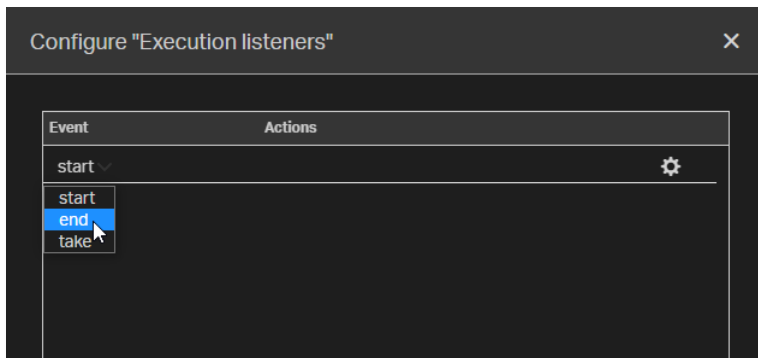 Configure "Execution listeners"
Event Actions
start
start
end
take